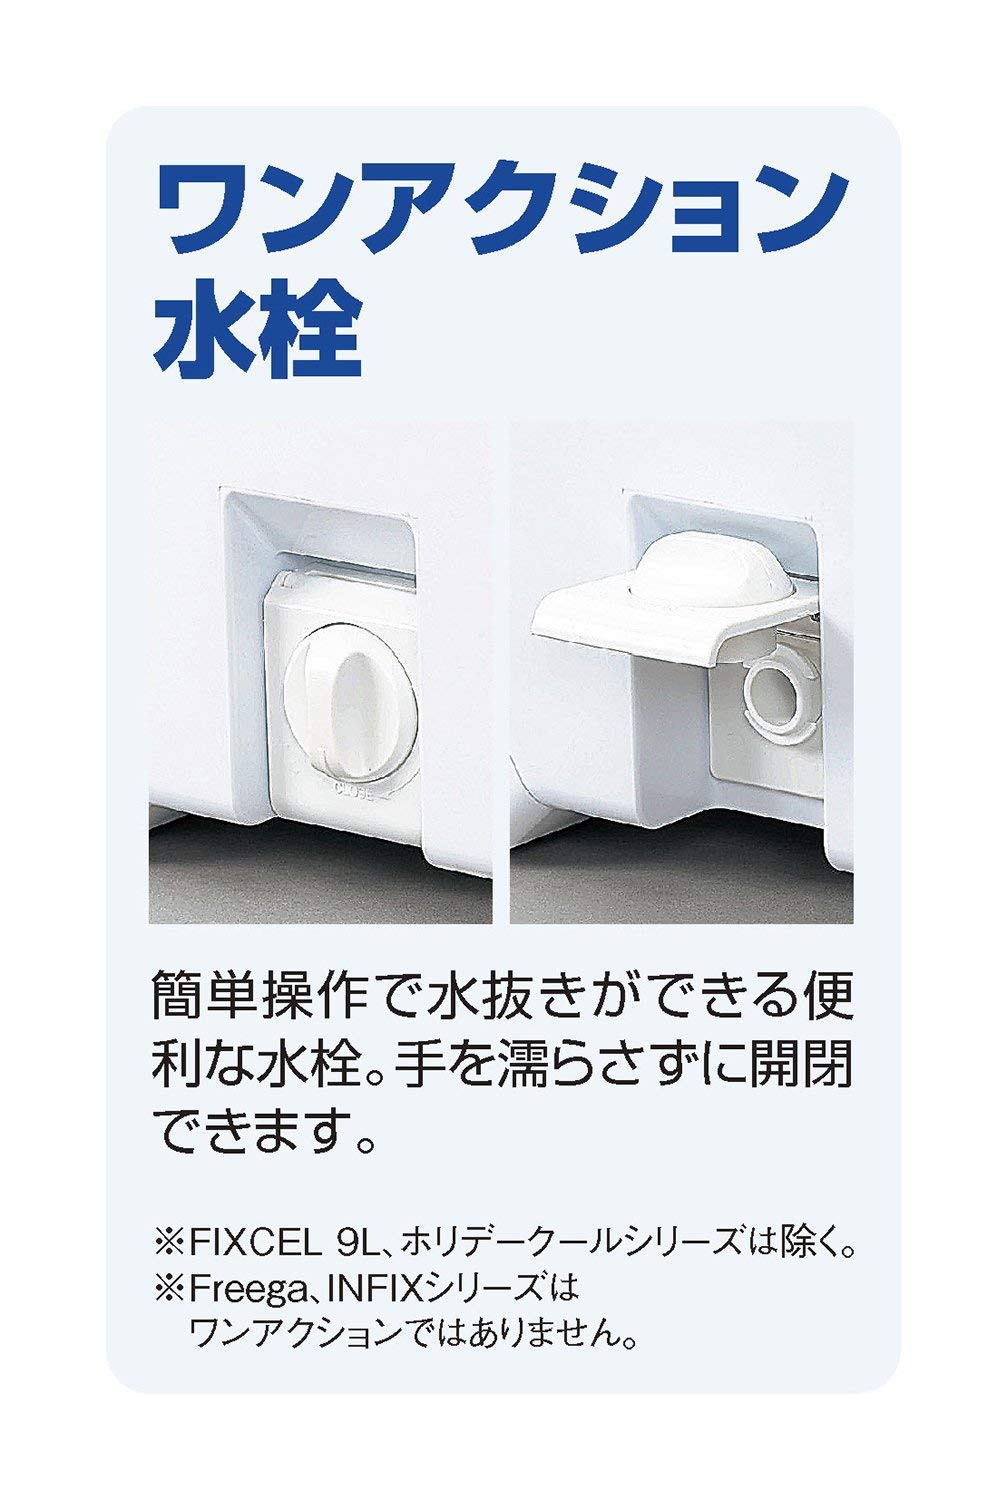 ワンアクション
水栓
CLOSE
簡単操作で水抜きができる便
利な水栓。手を濡らさずに開閉
できます。
※FIXCEL 9L、ホリデークールシリーズは除く。
※Freega、INFIXシリーズは
ワンアクションではありません。